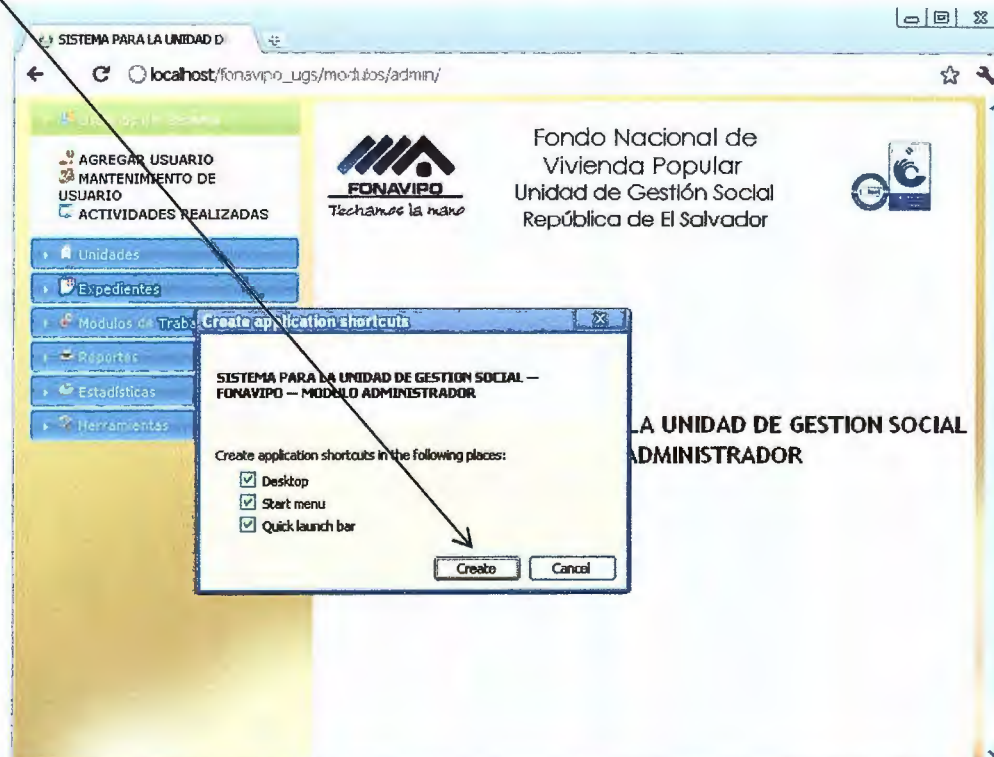 SISTEMA PARA LA UNIDAD D
localhost/fonavipo_ugs/modulos/admin/
AGREGAR USUARIO
MANTENIMIENTO DE
USUARIO
ACTIVIDADES REALIZADAS
Unidades
Expedientes
Modulos de Traba
Reportes
Estadísticas
Herramientas
FONAVIPO
Techamos la mano
Fondo Nacional de
Vivienda Popular
Unidad de Gestión Social
República de El Salvador
LA UNIDAD DE GESTION SOCIAL
ADMINISTRADOR
Create application shortcuts
SISTEMA PARA LA UNIDAD DE GESTION SOCIAL —
FONAVIPO — MODULO ADMINISTRADOR
Create application shortcuts in the following places:
Desktop
Start menu
Quick launch bar
Create
Cancel